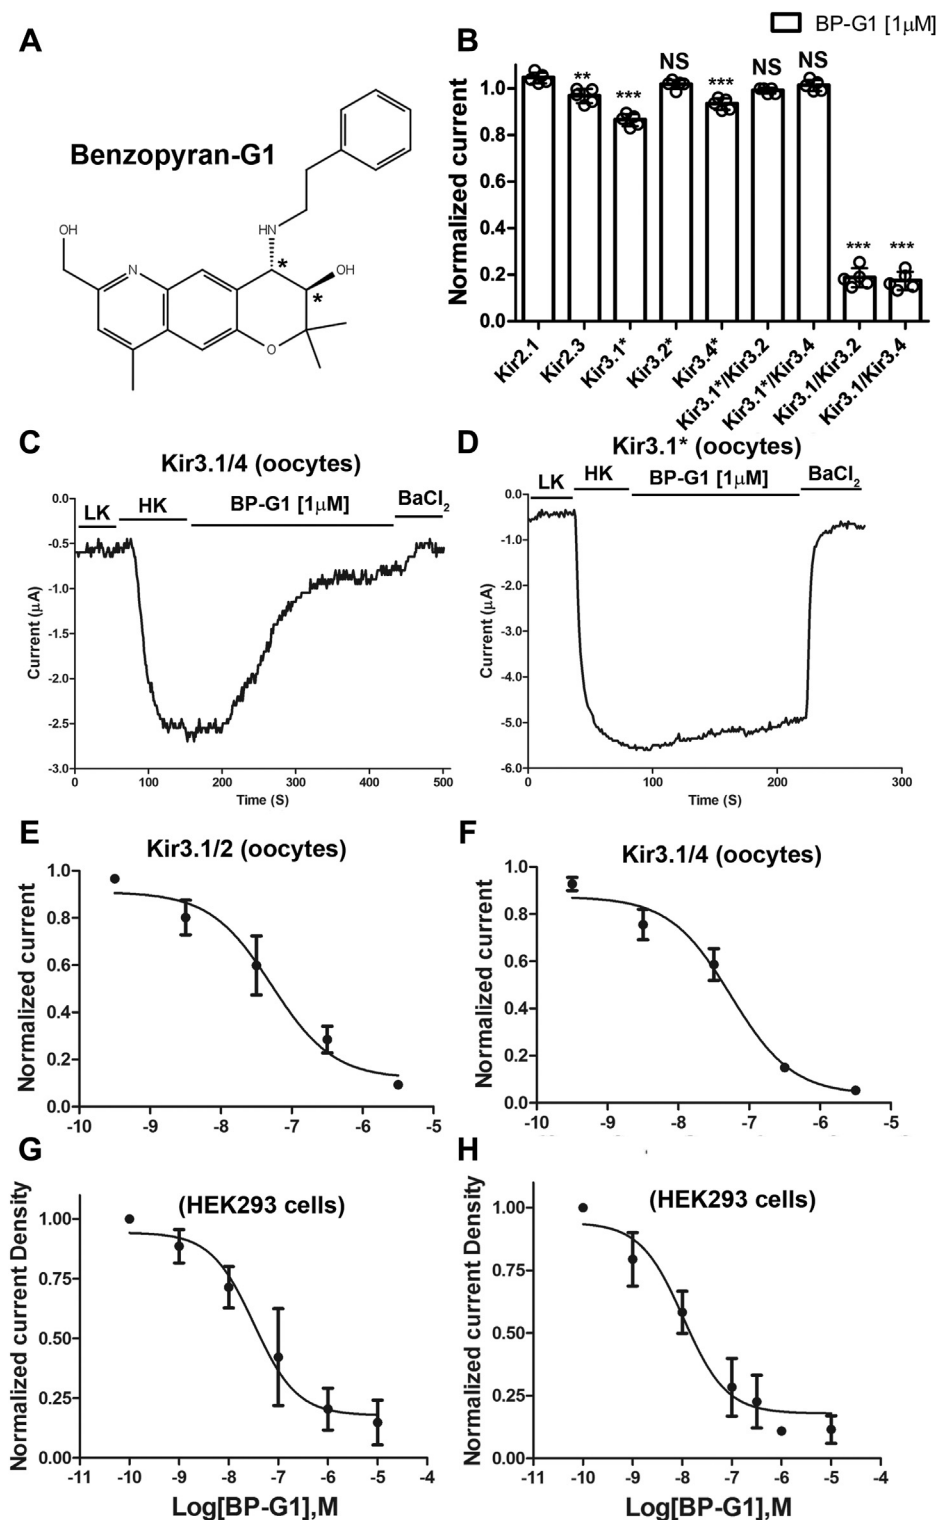 A
Benzopyran-G1
HN
OH
*
*
OH
N
O
BP-G1 [1μM]
B
Normalized current
1.0
0.8
0.6
0.4
0.2
0.0
**
***
NS
***
NS
NS
***
***
Kir2.1
Kir2.3
Kir3.1*
Kir3.2*
Kir3.4*
Kir3.1*/Kir3.2
Kir3.1*/Kir3.4
Kir3.1/Kir3.2
Kir3.1/Kir3.4
C
Kir3.1/4 (oocytes)
LK
HK
BP-G1 [1μM]
BaCl2
Current (μA)
0.0
-0.5
-1.0
-1.5
-2.0
-2.5
-3.0
0 100 200 300 400 500
Time (S)
D
Kir3.1* (oocytes)
LK
HK
BP-G1 [1μM]
BaCl2
Current (μA)
0.0
-1.0
-2.0
-3.0
-4.0
-5.0
-6.0
0 100 200 300
Time (S)
E
Kir3.1/2 (oocytes)
Normalized current
1.0
0.8
0.6
0.4
0.2
0.0
-10 -9 -8 -7 -6 -5
F
Kir3.1/4 (oocytes)
Normalized current
1.0
0.8
0.6
0.4
0.2
0.0
-10 -9 -8 -7 -6 -5
G
(HEK293 cells)
Normalized current Density
1.00
0.75
0.50
0.25
0.00
-11 -10 -9 -8 -7 -6 -5 -4
Log[BP-G1],M
H
(HEK293 cells)
Normalized current Density
1.00
0.75
0.50
0.25
0.00
-11 -10 -9 -8 -7 -6 -5 -4
Log[BP-G1],M